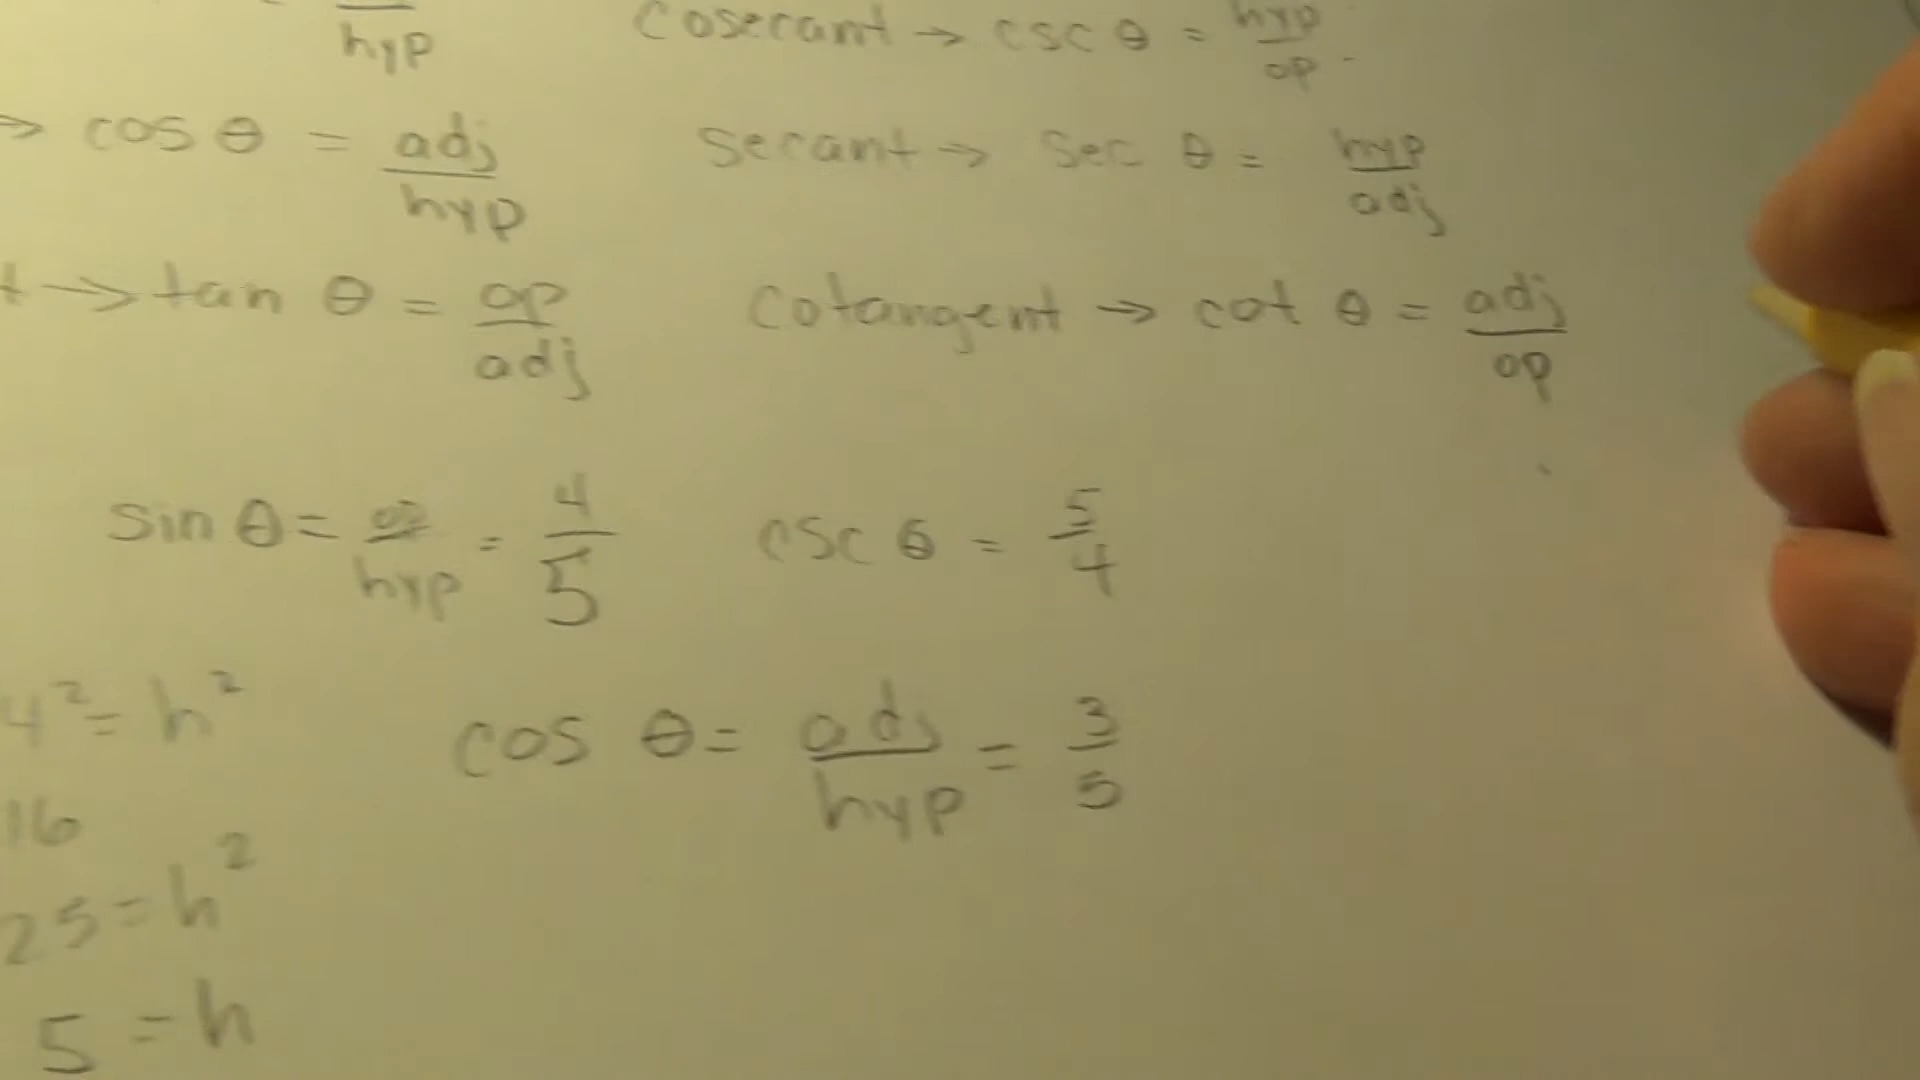 hyp
cosecant → csc θ = hyp/op
→ cos θ = adj/hyp
secant → sec θ = hyp/adj
t → tan θ = op/adj
cotangent → cot θ = adj/op
sin θ = op/hyp = 4/5
csc θ = 5/4
4² = h²
cos θ = adj/hyp = 3/5
16
25 = h²
5 = h